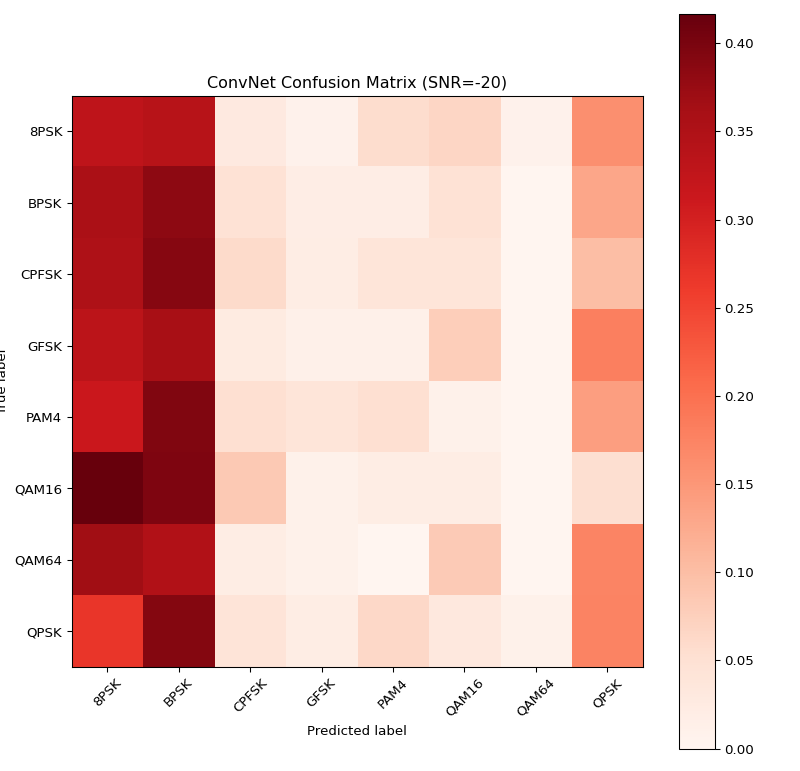 ConvNet Confusion Matrix (SNR=-20)
8PSK
BPSK
CPFSK
GFSK
PAM4
QAM16
QAM64
QPSK
8PSK
BPSK
CPFSK
GFSK
PAM4
QAM16
QAM64
QPSK
Predicted label
label
0.40
0.35
0.30
0.25
0.20
0.15
0.10
0.05
0.00